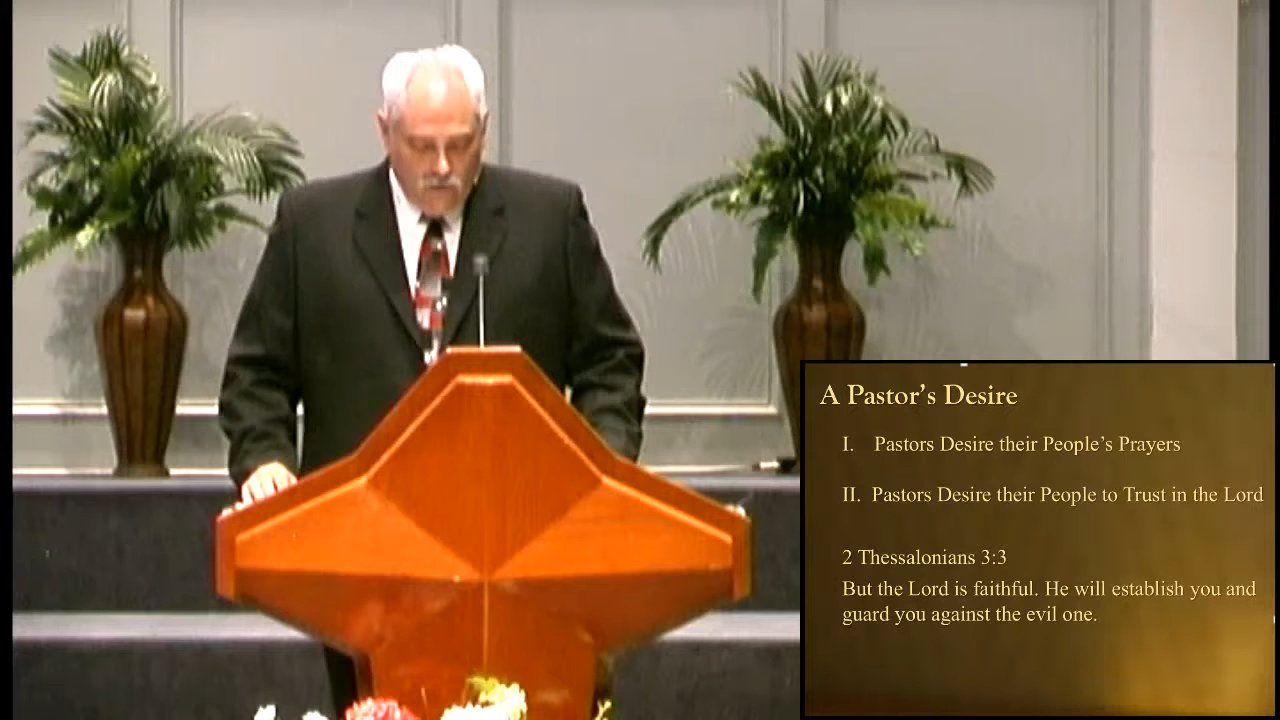 A Pastor’s Desire
I. Pastors Desire their People’s Prayers
II. Pastors Desire their People to Trust in the Lord
2 Thessalonians 3:3
But the Lord is faithful. He will establish you and
guard you against the evil one.